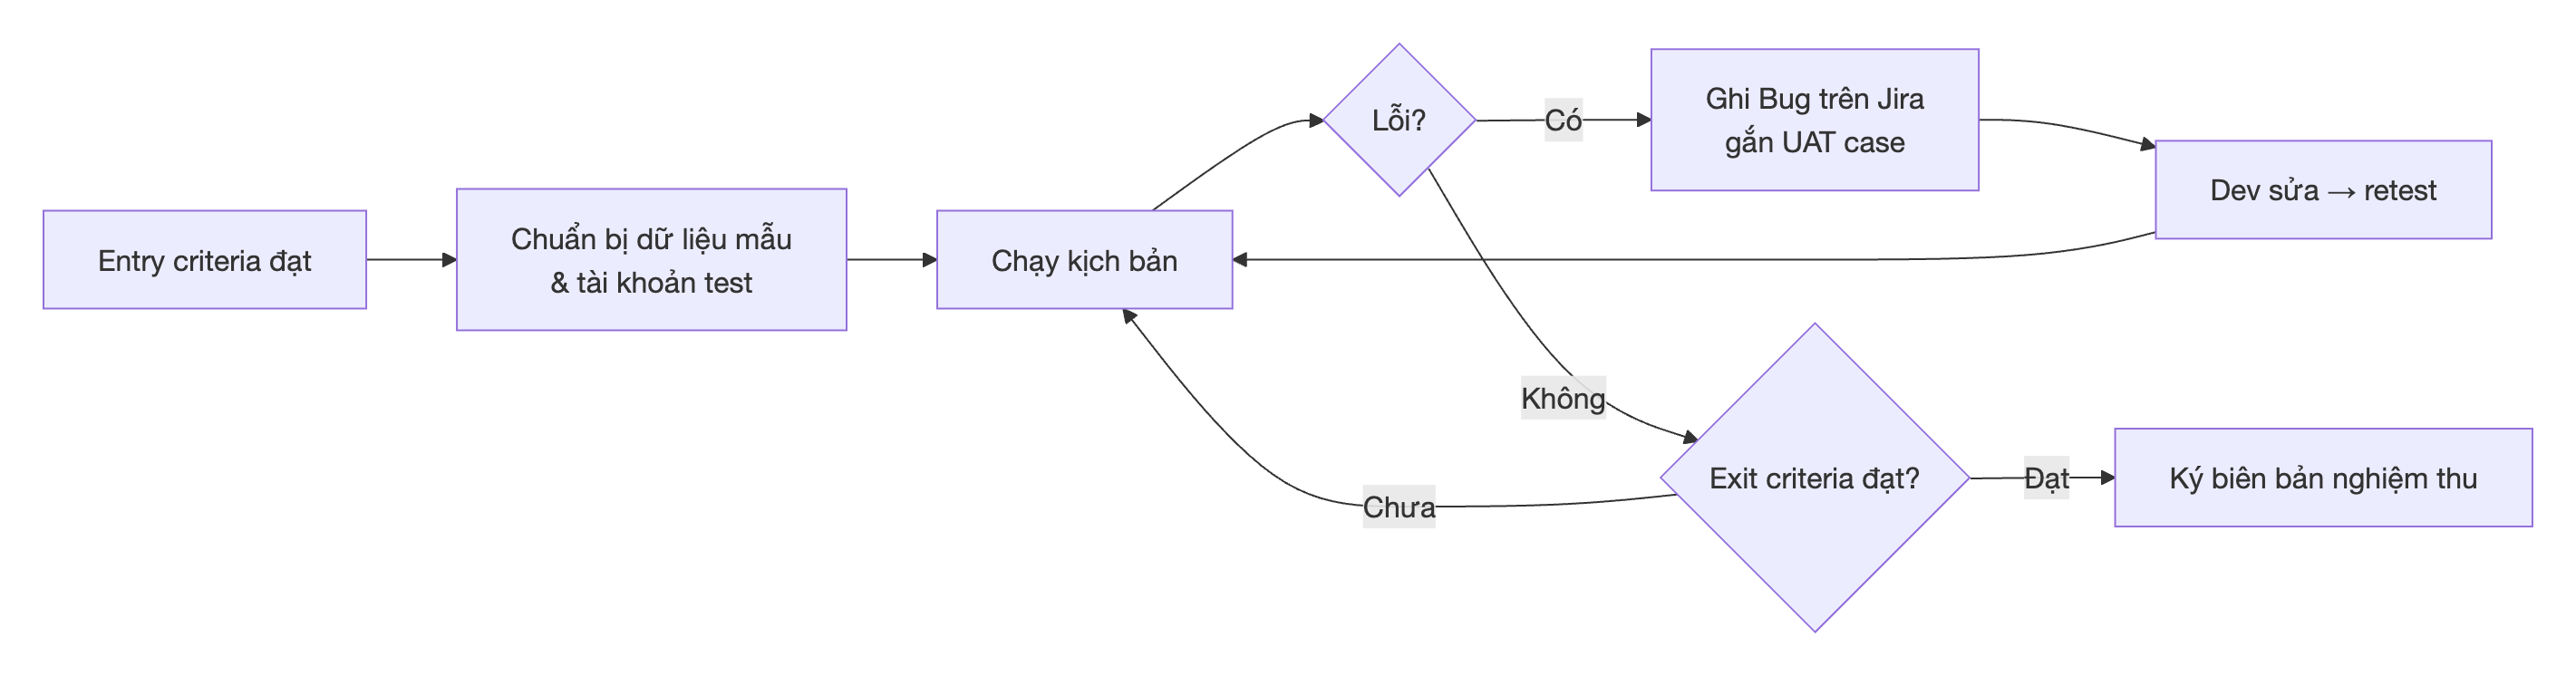 Entry criteria đạt
Chuẩn bị dữ liệu mẫu
& tài khoản test
Chạy kịch bản
Lỗi?
Có
Ghi Bug trên Jira
gắn UAT case
Dev sửa → retest
Không
Chưa
Exit criteria đạt?
Đạt
Ký biên bản nghiệm thu